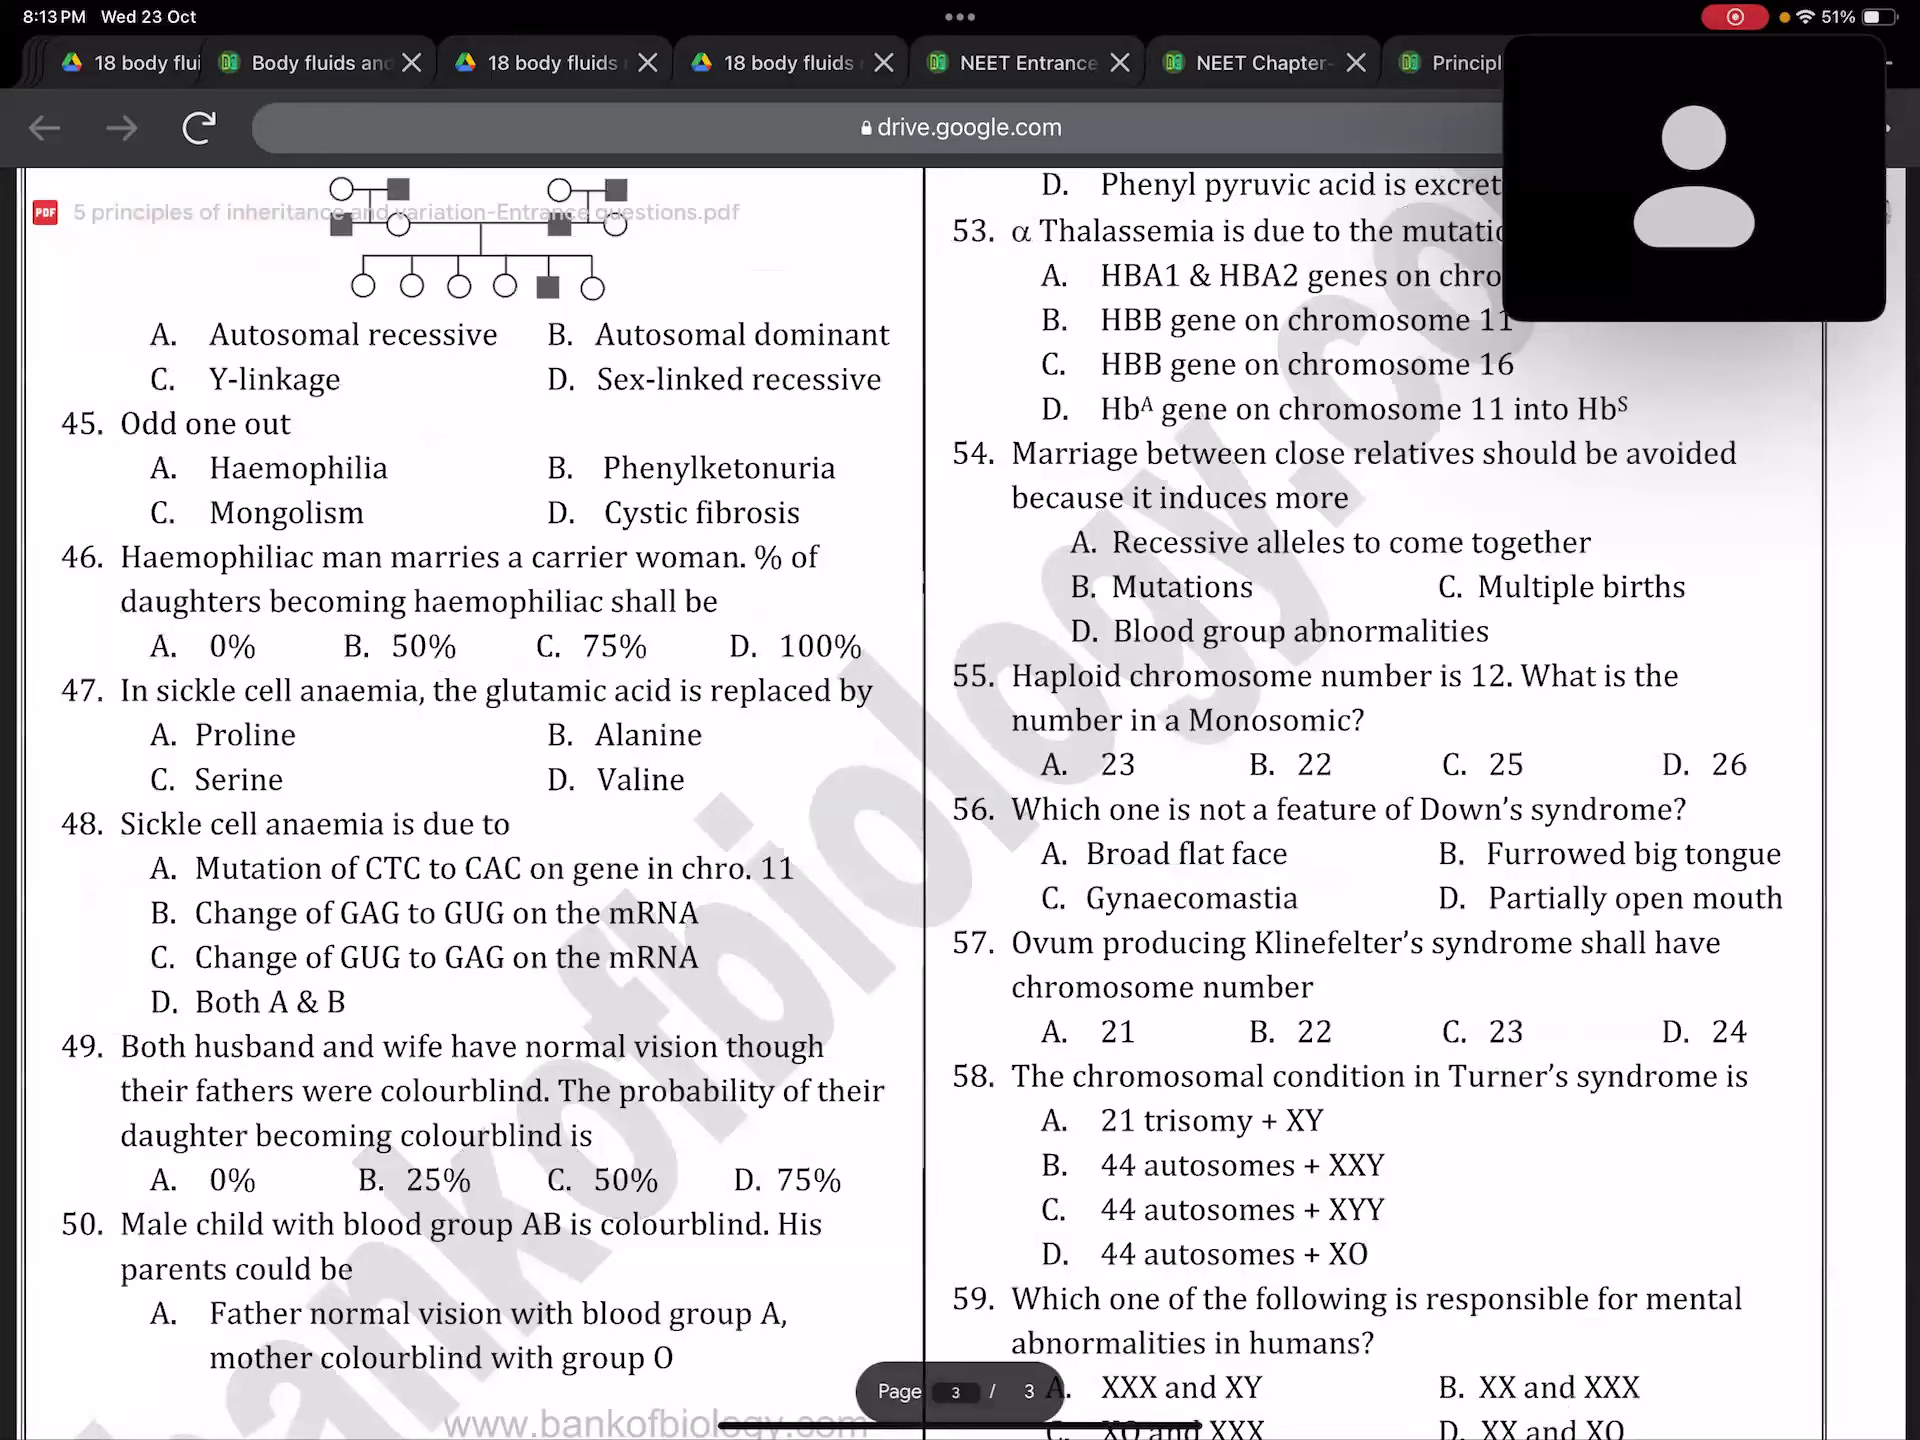 8:13 PM Wed 23 Oct
51%
18 body flui
Body fluids and
18 body fluids
18 body fluids
NEET Entrance
NEET Chapter-
Principl
drive.google.com
PDF 5 principles of inheritance and variation-Entrance questions.pdf
A. Autosomal recessive B. Autosomal dominant
C. Y-linkage D. Sex-linked recessive
45. Odd one out
A. Haemophilia B. Phenylketonuria
C. Mongolism D. Cystic fibrosis
46. Haemophiliac man marries a carrier woman. % of
daughters becoming haemophiliac shall be
A. 0% B. 50% C. 75% D. 100%
47. In sickle cell anaemia, the glutamic acid is replaced by
A. Proline B. Alanine
C. Serine D. Valine
48. Sickle cell anaemia is due to
A. Mutation of CTC to CAC on gene in chro. 11
B. Change of GAG to GUG on the mRNA
C. Change of GUG to GAG on the mRNA
D. Both A & B
49. Both husband and wife have normal vision though
their fathers were colourblind. The probability of their
daughter becoming colourblind is
A. 0% B. 25% C. 50% D. 75%
50. Male child with blood group AB is colourblind. His
parents could be
A. Father normal vision with blood group A,
mother colourblind with group O
www.bankofbiology.com
D. Phenyl pyruvic acid is excret
53. α Thalassemia is due to the mutatio
A. HBA1 & HBA2 genes on chro
B. HBB gene on chromosome 11
C. HBB gene on chromosome 16
D. Hbᴬ gene on chromosome 11 into Hbˢ
54. Marriage between close relatives should be avoided
because it induces more
A. Recessive alleles to come together
B. Mutations C. Multiple births
D. Blood group abnormalities
55. Haploid chromosome number is 12. What is the
number in a Monosomic?
A. 23 B. 22 C. 25 D. 26
56. Which one is not a feature of Down's syndrome?
A. Broad flat face B. Furrowed big tongue
C. Gynaecomastia D. Partially open mouth
57. Ovum producing Klinefelter's syndrome shall have
chromosome number
A. 21 B. 22 C. 23 D. 24
58. The chromosomal condition in Turner's syndrome is
A. 21 trisomy + XY
B. 44 autosomes + XXY
C. 44 autosomes + XYY
D. 44 autosomes + XO
59. Which one of the following is responsible for mental
abnormalities in humans?
A. XXX and XY B. XX and XXX
C. XO and XXX D. XX and XO
Page 3 / 3
ankofbiology.co